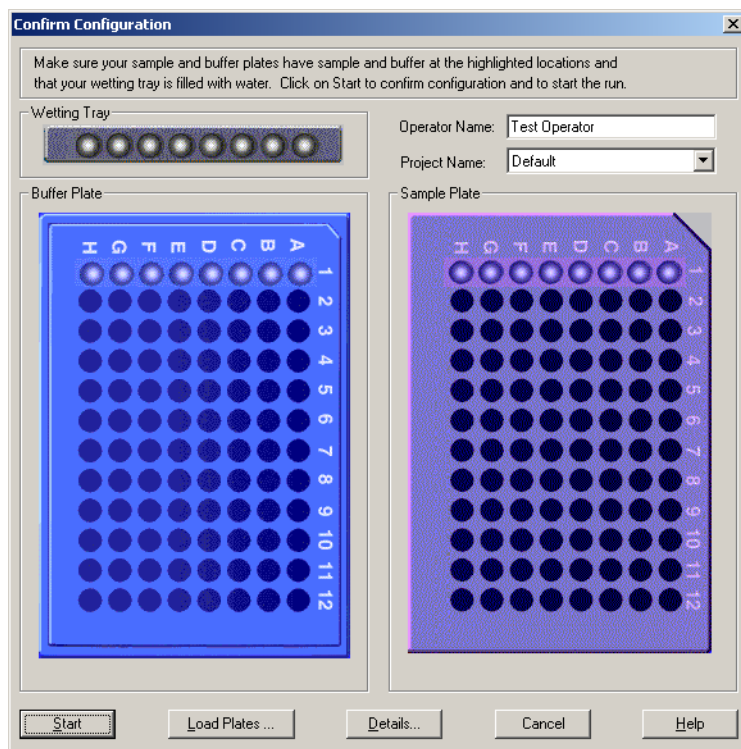 Confirm Configuration
Make sure your sample and buffer plates have sample and buffer at the highlighted locations and
that your wetting tray is filled with water. Click on Start to confirm configuration and to start the run.
Wetting Tray
Operator Name: Test Operator
Project Name: Default
Buffer Plate
H G F E D C B A
1
2
3
4
5
6
7
8
9
10
11
12
Sample Plate
H G F E D C B A
1
2
3
4
5
6
7
8
9
10
11
12
Start
Load Plates ...
Details...
Cancel
Help